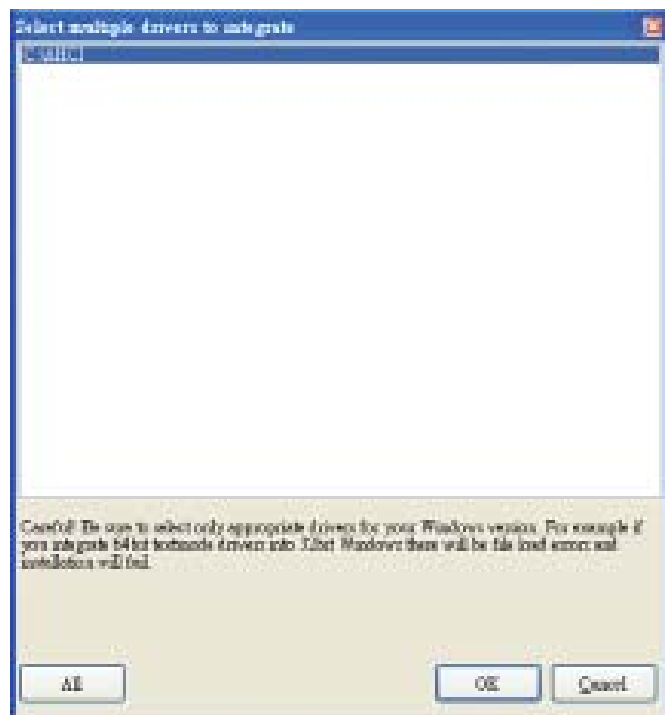 Select multiple drivers to integrate
C:\AHCI
Careful! Be sure to select only appropriate drivers for your Windows version. For example if
you integrate 64bit textmode drivers into 32bit Windows there will be file load errors and
installation will fail.
All
OK
Cancel